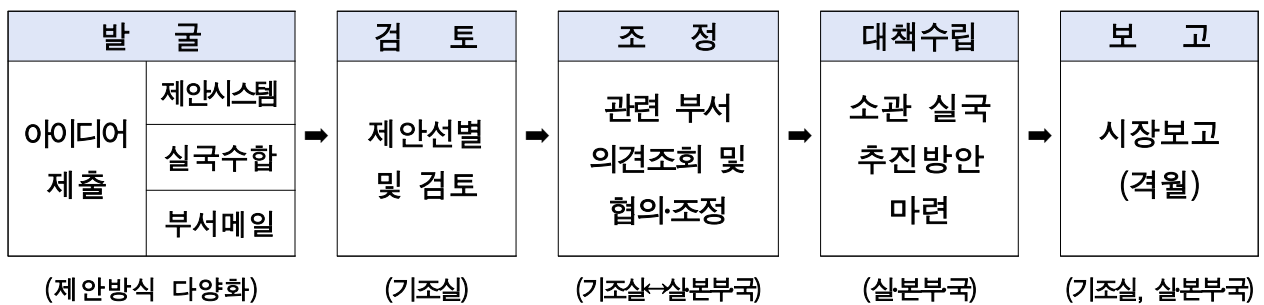 발 굴
검 토
조 정
대책수립
보 고
아이디어
제출
제안시스템
실국수합
부서메일
➡
제안선별
및 검토
➡
관련 부서
의견조회 및
협의·조정
➡
소관 실국
추진방안
마련
➡
시장보고
(격월)
(제안방식 다양화)
(기조실)
(기조실↔실·본부·국)
(실·본부·국)
(기조실, 실·본부·국)